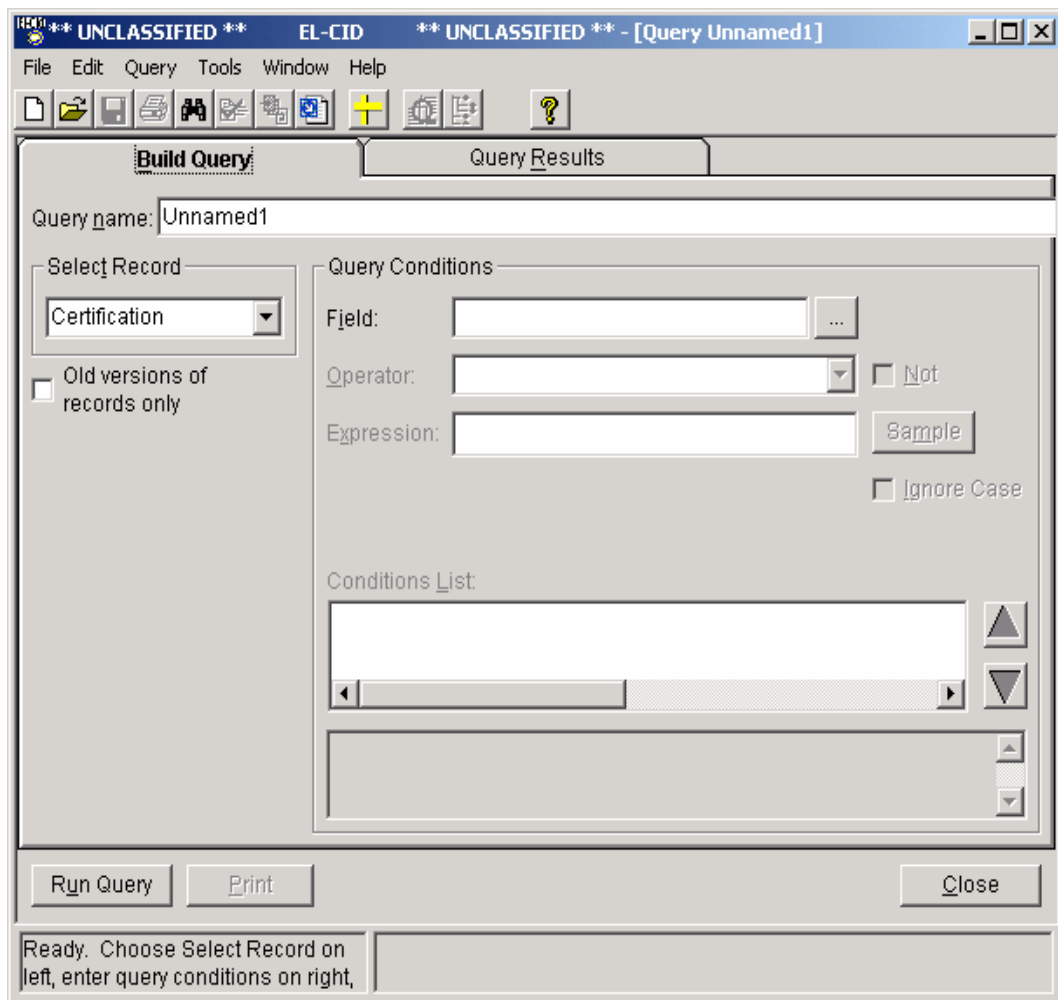 ** UNCLASSIFIED ** EL-CID ** UNCLASSIFIED ** - [Query Unnamed1]
File Edit Query Tools Window Help
Build Query Query Results
Query name: Unnamed1
Select Record
Certification
Old versions of
records only
Query Conditions
Field: ...
Operator: Not
Expression: Sample
Ignore Case
Conditions List:
Run Query Print Close
Ready. Choose Select Record on
left, enter query conditions on right,